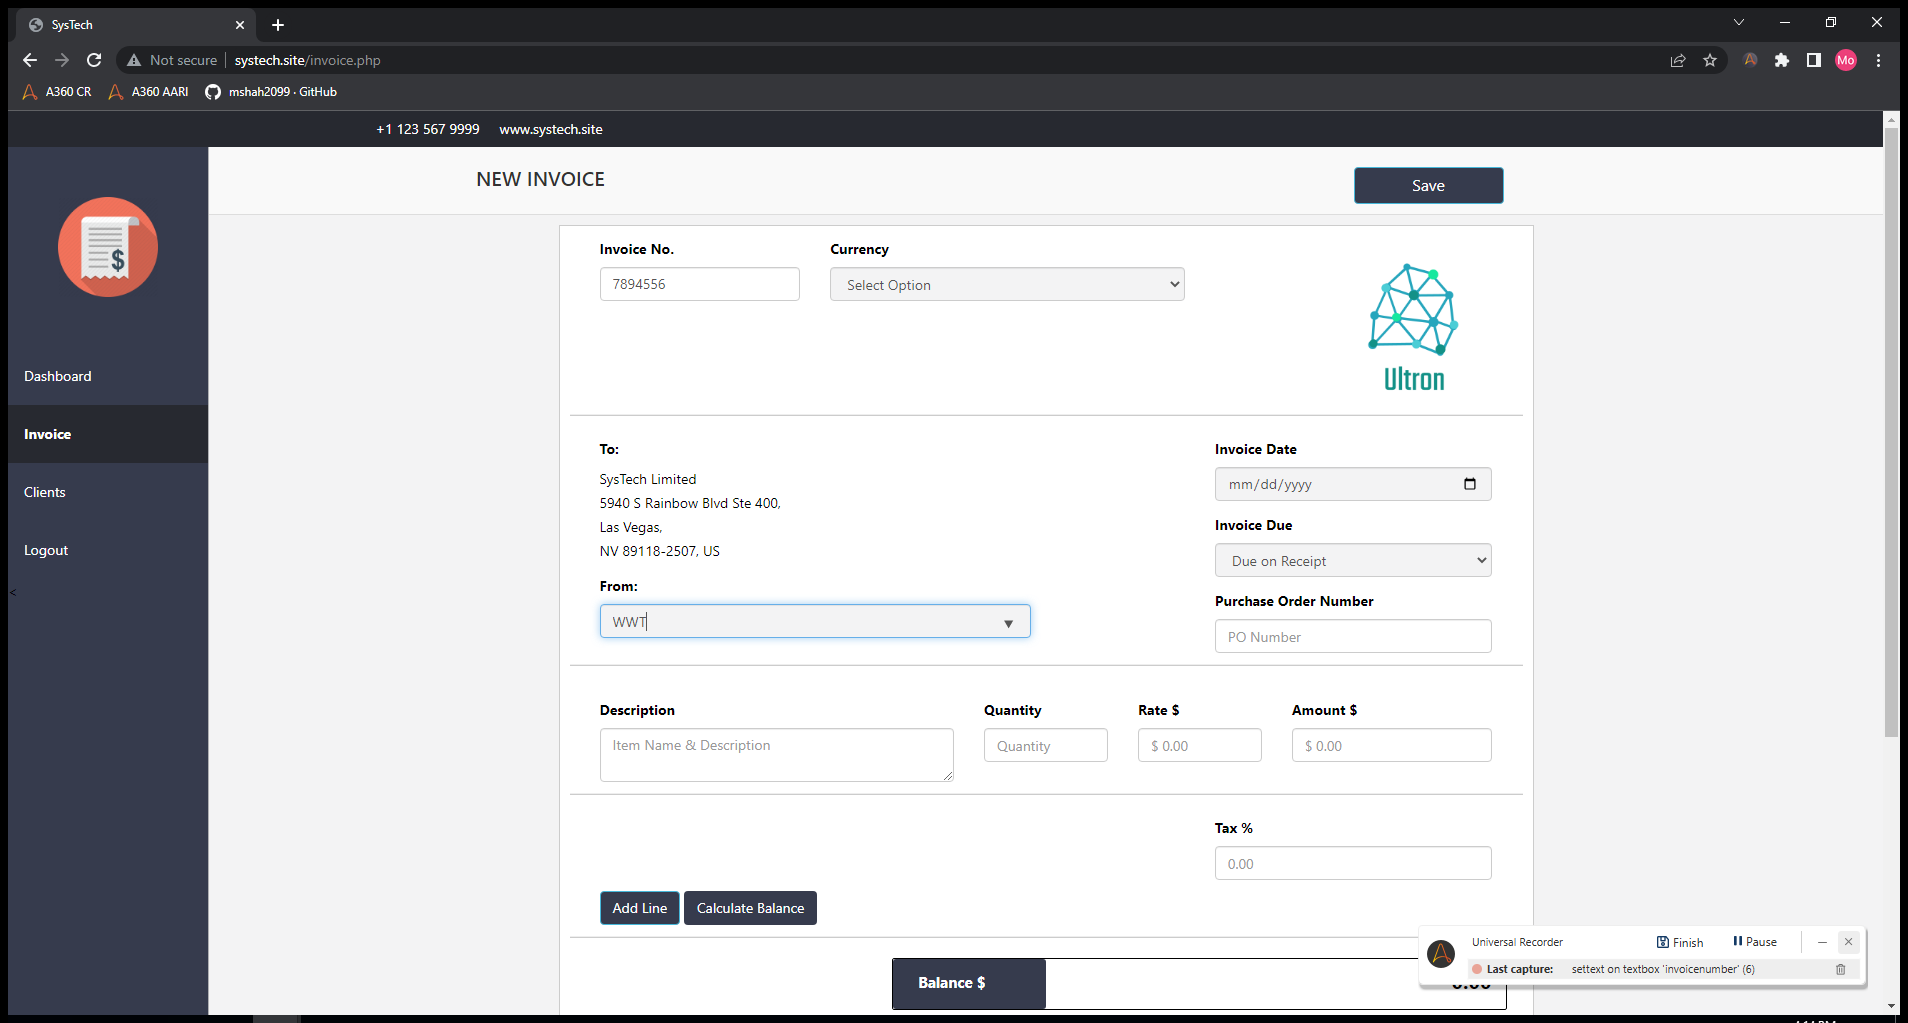 SysTech
Not secure systech.site/invoice.php
Mo
A360 CR A360 AARI mshah2099 · GitHub
+1 123 567 9999 www.systech.site
NEW INVOICE
Save
$
Dashboard
Invoice
Clients
Logout
<
Invoice No. Currency
7894556 Select Option
Ultron
To:
SysTech Limited
5940 S Rainbow Blvd Ste 400,
Las Vegas,
NV 89118-2507, US
From:
WWT
Invoice Date
mm/dd/yyyy
Invoice Due
Due on Receipt
Purchase Order Number
PO Number
Description Quantity Rate $ Amount $
Item Name & Description Quantity $ 0.00 $ 0.00
Tax %
0.00
Add Line Calculate Balance
Balance $
Universal Recorder Finish Pause
Last capture: settext on textbox 'invoicenumber' (6)